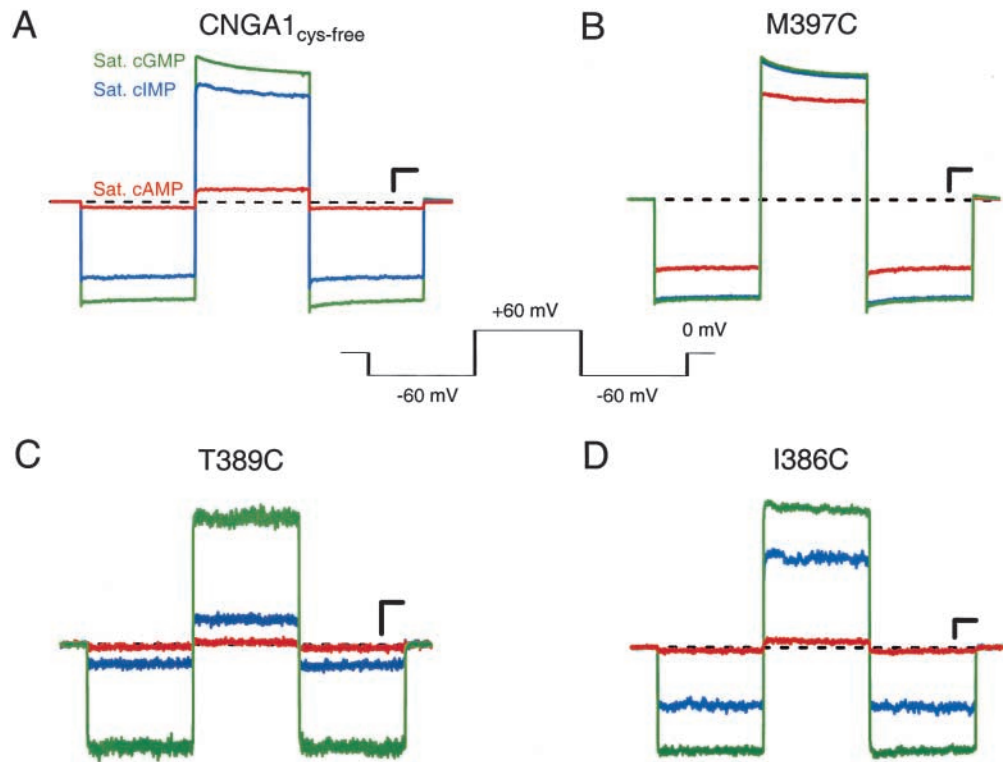 A
CNGA1cys-free
Sat. cGMP
Sat. cIMP
Sat. cAMP
B
M397C
+60 mV
0 mV
-60 mV
-60 mV
C
T389C
D
I386C